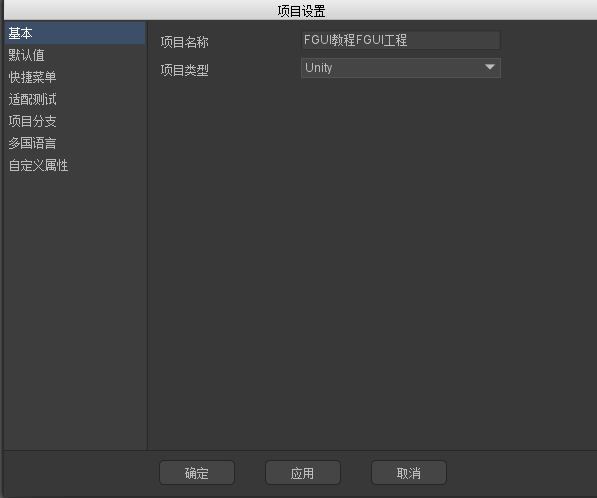 项目设置
基本
默认值
快捷菜单
适配测试
项目分支
多国语言
自定义属性
项目名称 FGUI教程FGUI工程
项目类型 Unity
确定 应用 取消